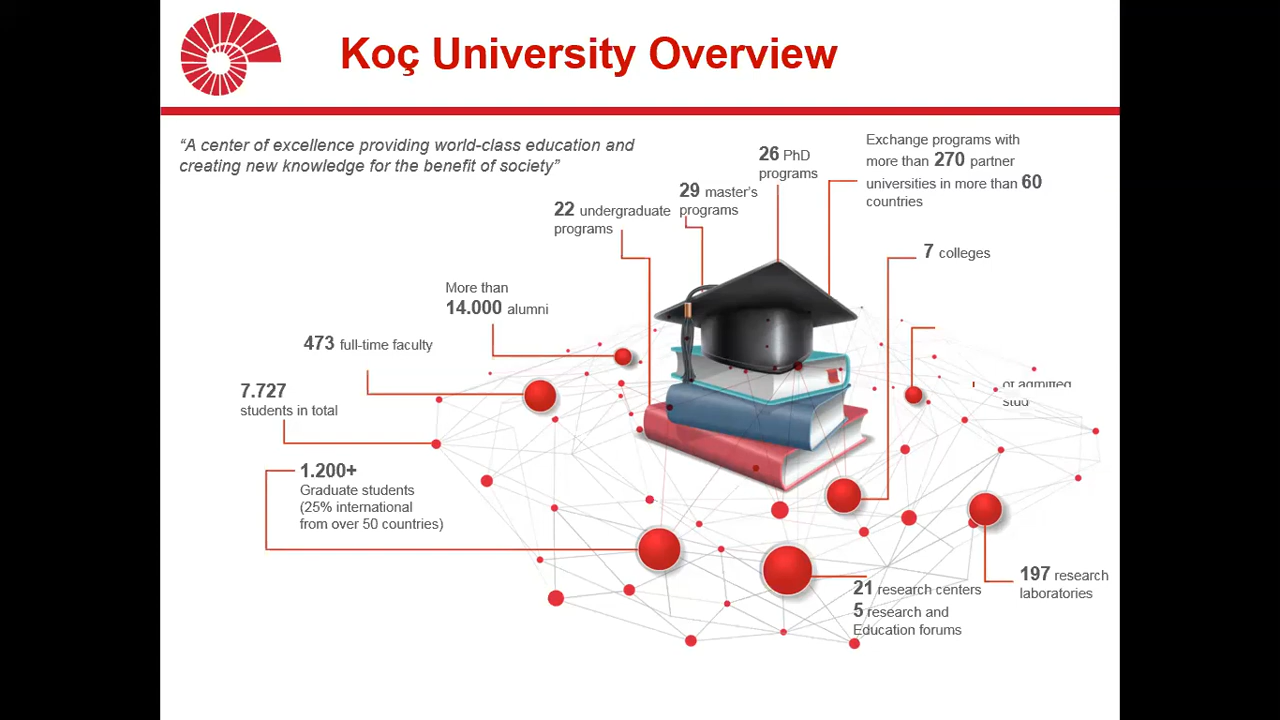 Koç University Overview
“A center of excellence providing world-class education and
creating new knowledge for the benefit of society”
26 PhD
programs
Exchange programs with
more than 270 partner
universities in more than 60
countries
29 master’s
programs
22 undergraduate
programs
7 colleges
More than
14.000 alumni
473 full-time faculty
7.727
students in total
of admitted
stud
1.200+
Graduate students
(25% international
from over 50 countries)
197 research
laboratories
21 research centers
5 research and
Education forums